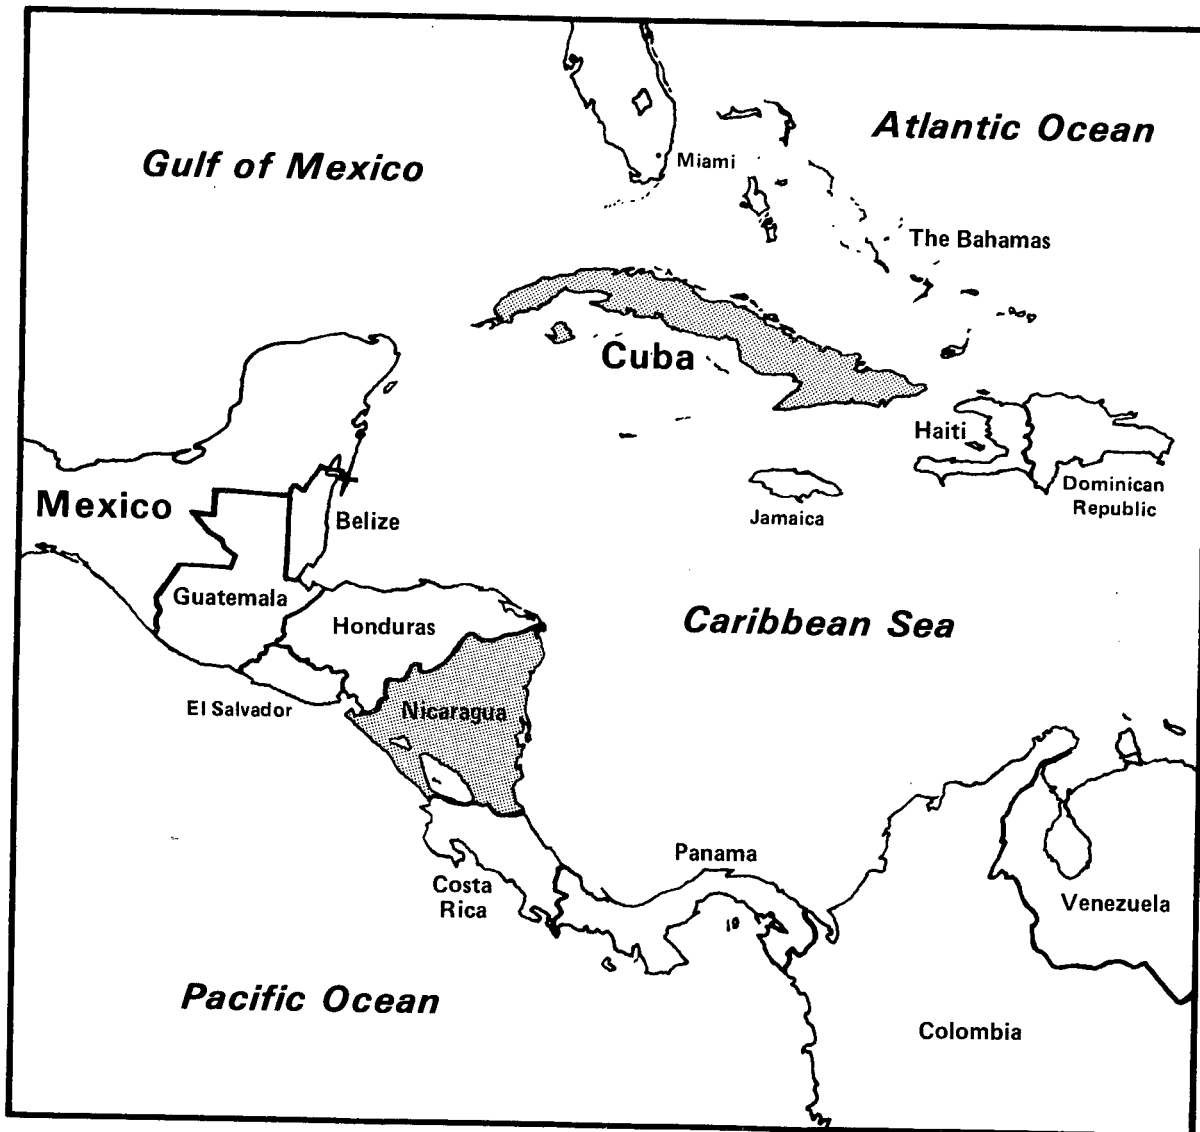 Atlantic Ocean
Gulf of Mexico
Miami
The Bahamas
Cuba
Haiti
Dominican
Republic
Mexico
Belize
Jamaica
Guatemala
Honduras
Caribbean Sea
El Salvador
Nicaragua
Panama
Costa
Rica
Venezuela
Pacific Ocean
Colombia